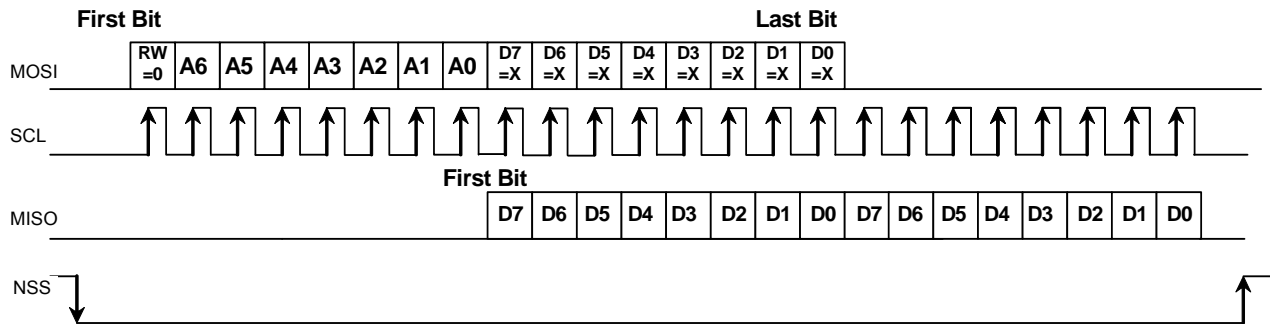 First Bit Last Bit
MOSI RW =0 A6 A5 A4 A3 A2 A1 A0 D7 =X D6 =X D5 =X D4 =X D3 =X D2 =X D1 =X D0 =X
SCL
First Bit
MISO D7 D6 D5 D4 D3 D2 D1 D0 D7 D6 D5 D4 D3 D2 D1 D0
NSS